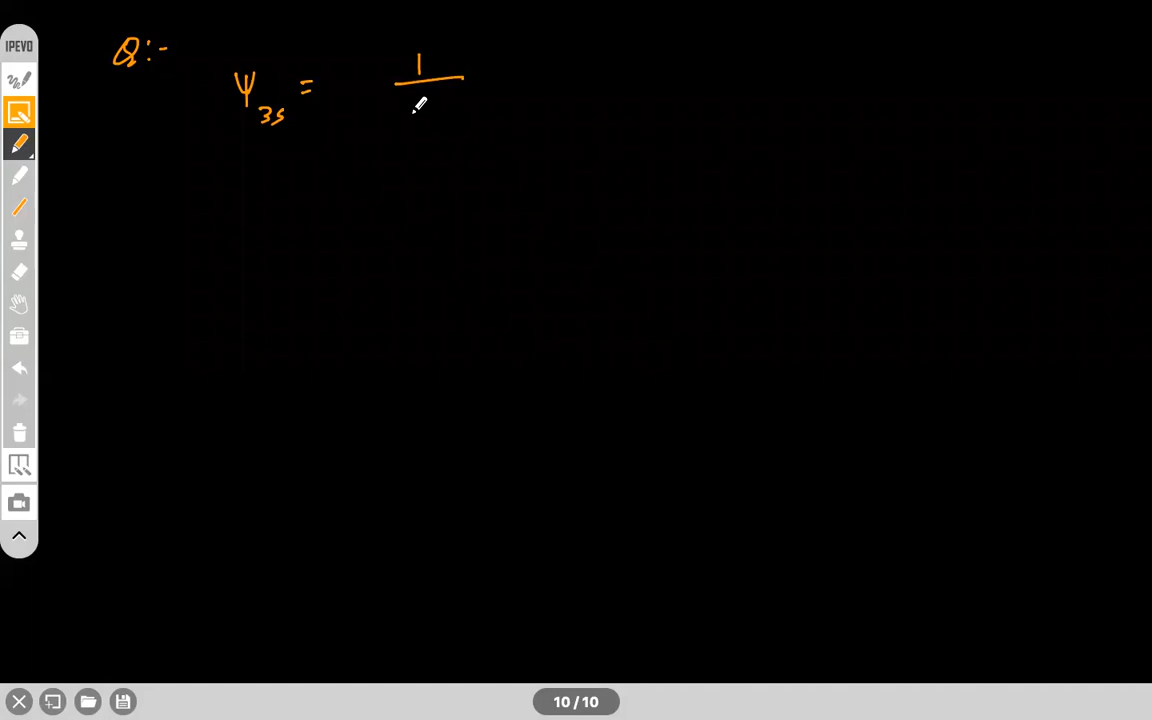 IPEVO
Q:-
ψ3s = 1/
10/10